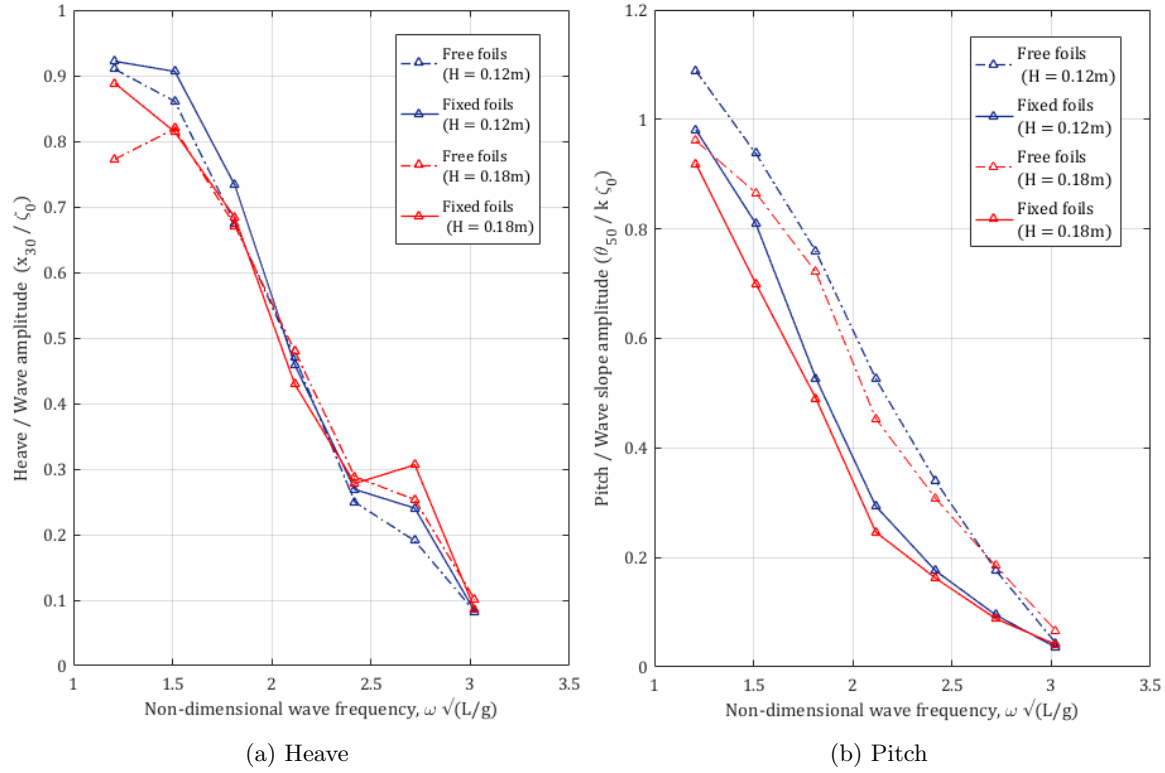 1
0.9
0.8
0.7
0.6
0.5
0.4
0.3
0.2
0.1
0
Heave / Wave amplitude (x30 / ζ0)
1
1.5
2
2.5
3
3.5
Non-dimensional wave frequency, ω √(L/g)
Free foils
(H = 0.12m)
Fixed foils
(H = 0.12m)
Free foils
(H = 0.18m)
Fixed foils
(H = 0.18m)
(a) Heave
1.2
1
0.8
0.6
0.4
0.2
0
Pitch / Wave slope amplitude (θ50 / k ζ0)
1
1.5
2
2.5
3
3.5
Non-dimensional wave frequency, ω √(L/g)
Free foils
(H = 0.12m)
Fixed foils
(H = 0.12m)
Free foils
(H = 0.18m)
Fixed foils
(H = 0.18m)
(b) Pitch